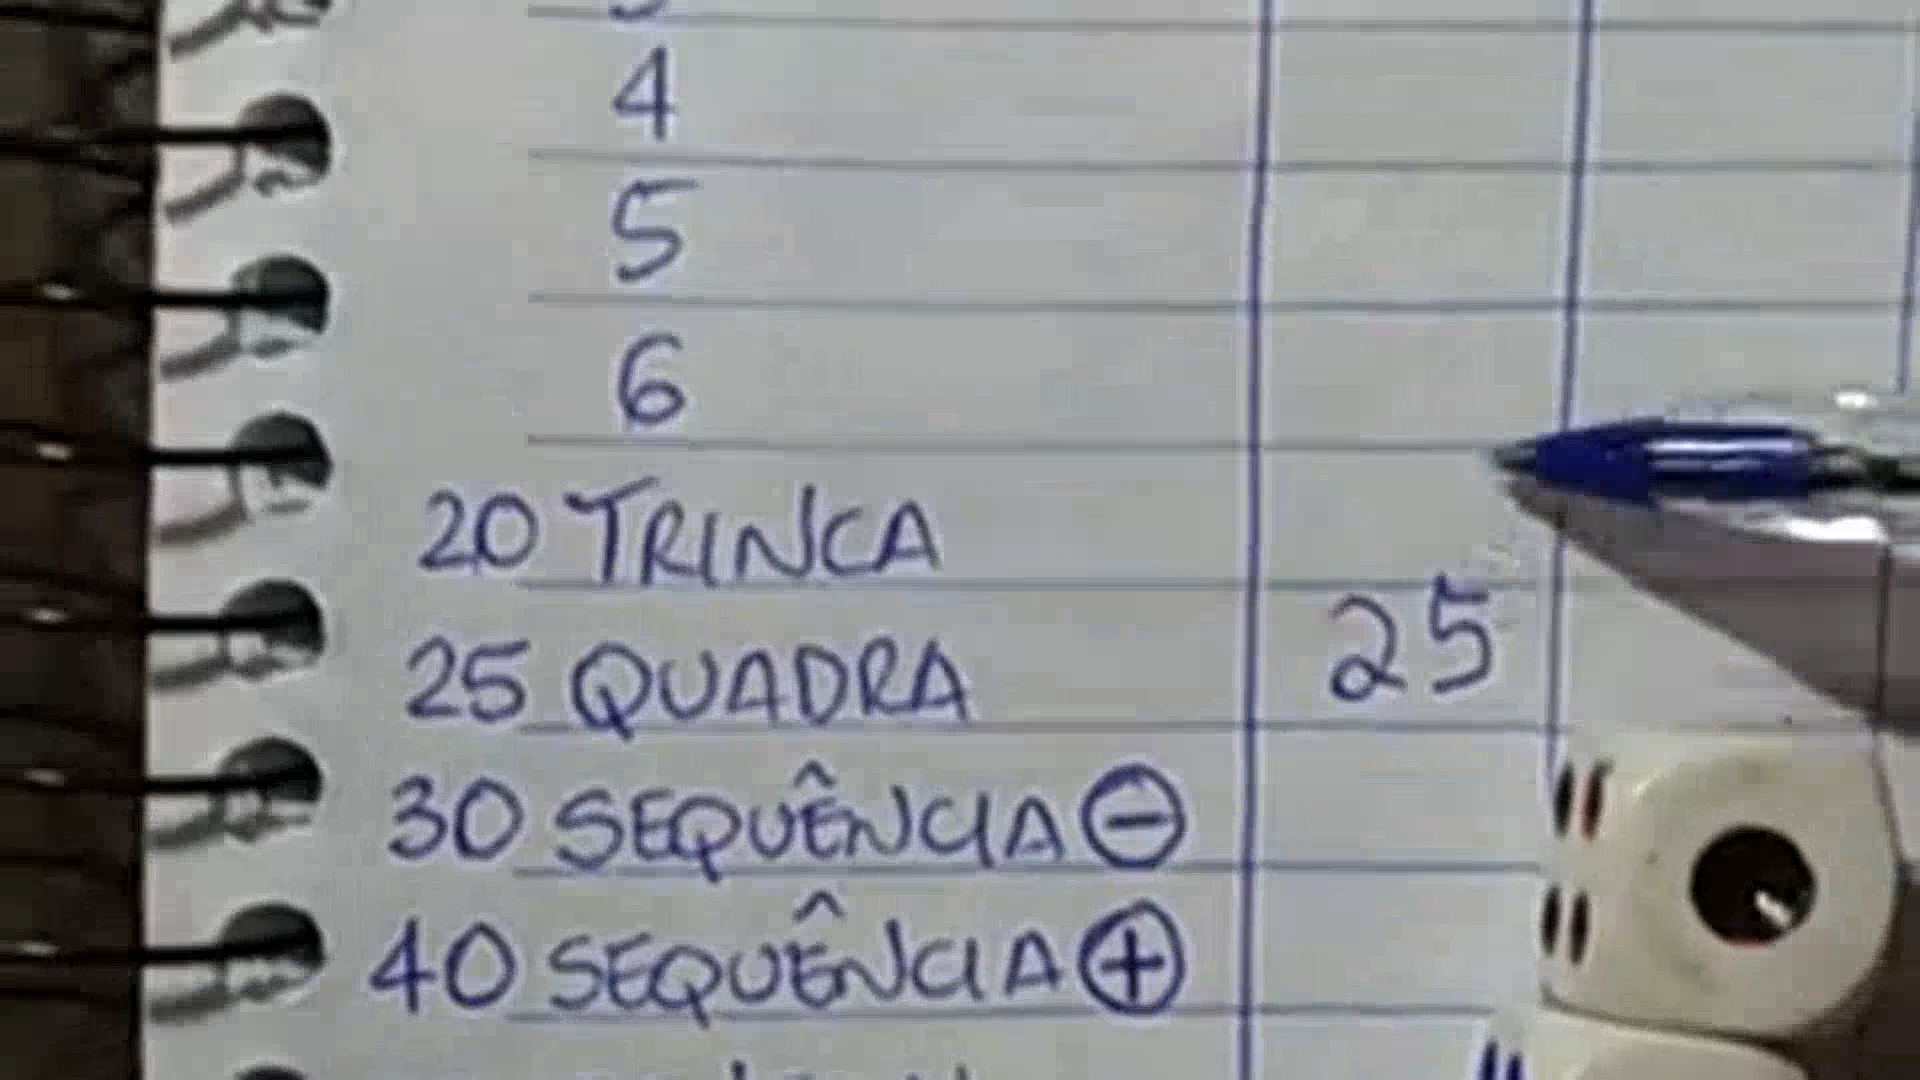 4
5
6
20 TRINCA
25 QUADRA 25
30 SEQUÊNCIA ⊖
40 SEQUÊNCIA ⊕